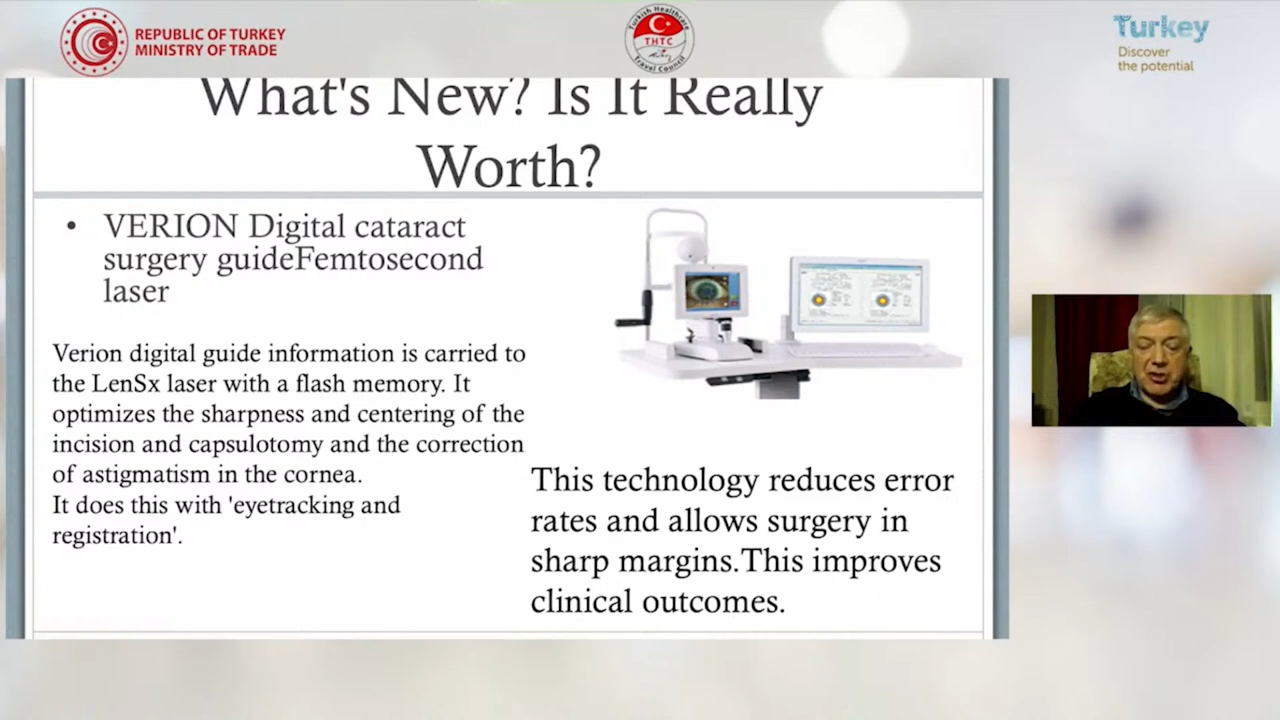 REPUBLIC OF TURKEY
MINISTRY OF TRADE
Turkish Healthcare
THTC
Travel Council
Turkey
Discover
the potential
What's New? Is It Really
Worth?
• VERION Digital cataract
surgery guideFemtosecond
laser
Verion digital guide information is carried to
the LenSx laser with a flash memory. It
optimizes the sharpness and centering of the
incision and capsulotomy and the correction
of astigmatism in the cornea.
It does this with 'eyetracking and
registration'.
This technology reduces error
rates and allows surgery in
sharp margins.This improves
clinical outcomes.